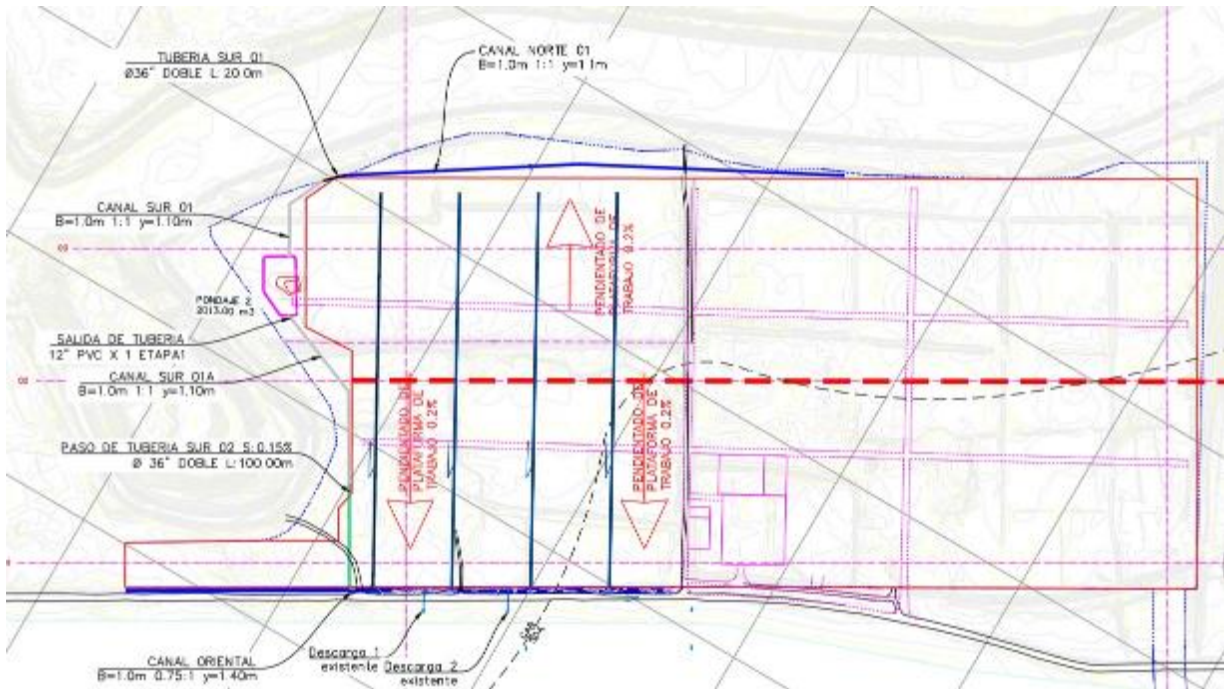 TUBERIA SUR 01
Ø36" DOBLE L: 20.0m
CANAL NORTE 01
B=1.0m 1:1 y=1.1m
CANAL SUR 01
B=1.0m 1:1 y=1.10m
PONDAJE 2
2013.00 m2
SALIDA DE TUBERIA
12" PVC X 1 ETAPA1
CANAL SUR 01A
B=1.0m 1:1 y=1.10m
PASO DE TUBERIA SUR 02 S:0.15%
Ø 36" DOBLE L:100.00m
PENDIENTADO DE
PLATAFORMA DE
TRABAJO 0.2%
PENDIENTADO DE
PLATAFORMA DE
TRABAJO 0.2%
PENDIENTADO DE
PLATAFORMA DE
TRABAJO 0.2%
CANAL ORIENTAL
B=1.0m 0.75:1 y=1.40m
Descarga 1
existente
Descarga 2
existente